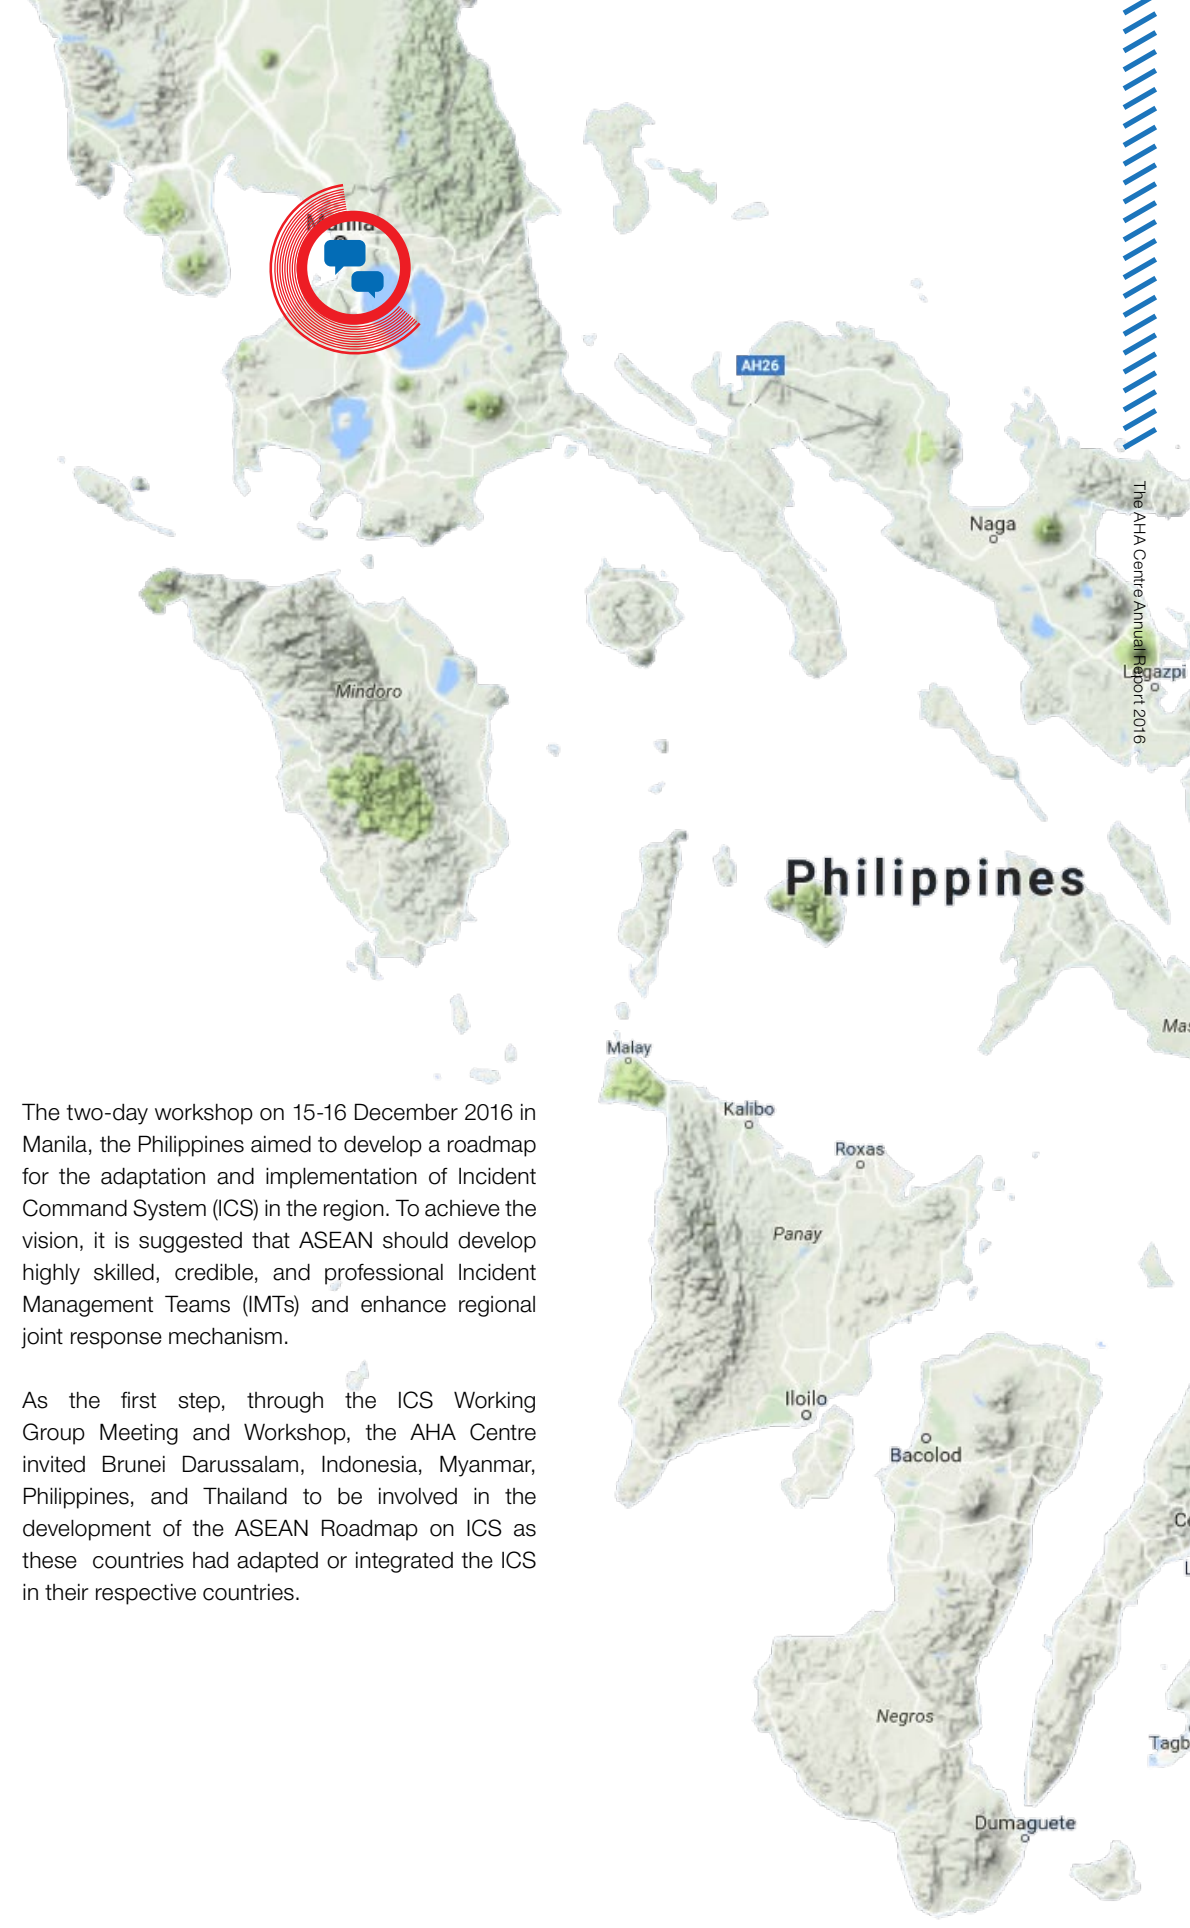 Manila
AH26
Naga
The AHA Centre Annual Report 2016
Legazpi
Mindoro
Philippines
Malay
Kalibo
Roxas
Panay
Iloilo
Bacolod
Negros
Dumaguete
The two-day workshop on 15-16 December 2016 in
Manila, the Philippines aimed to develop a roadmap
for the adaptation and implementation of Incident
Command System (ICS) in the region. To achieve the
vision, it is suggested that ASEAN should develop
highly skilled, credible, and professional Incident
Management Teams (IMTs) and enhance regional
joint response mechanism.
As the first step, through the ICS Working
Group Meeting and Workshop, the AHA Centre
invited Brunei Darussalam, Indonesia, Myanmar,
Philippines, and Thailand to be involved in the
development of the ASEAN Roadmap on ICS as
these countries had adapted or integrated the ICS
in their respective countries.